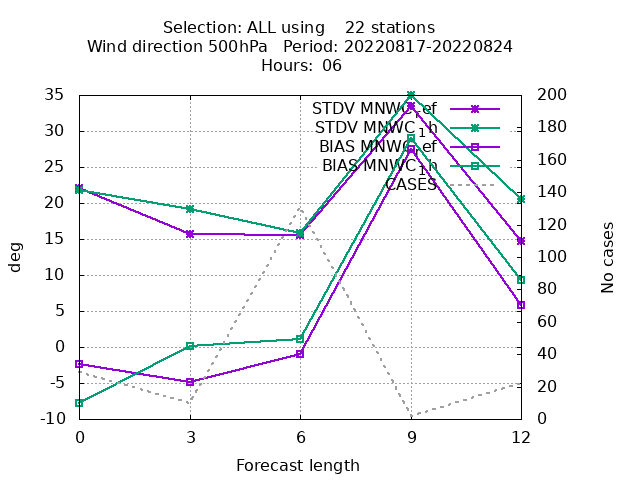 Selection: ALL using 22 stations
Wind direction 500hPa Period: 20220817-20220824
Hours: 06
STDV MNWC_ref
STDV MNWC_1h
BIAS MNWC_ref
BIAS MNWC_1h
CASES
35
30
25
20
15
10
5
0
-5
-10
200
180
160
140
120
100
80
60
40
20
0
0 3 6 9 12
deg
No cases
Forecast length